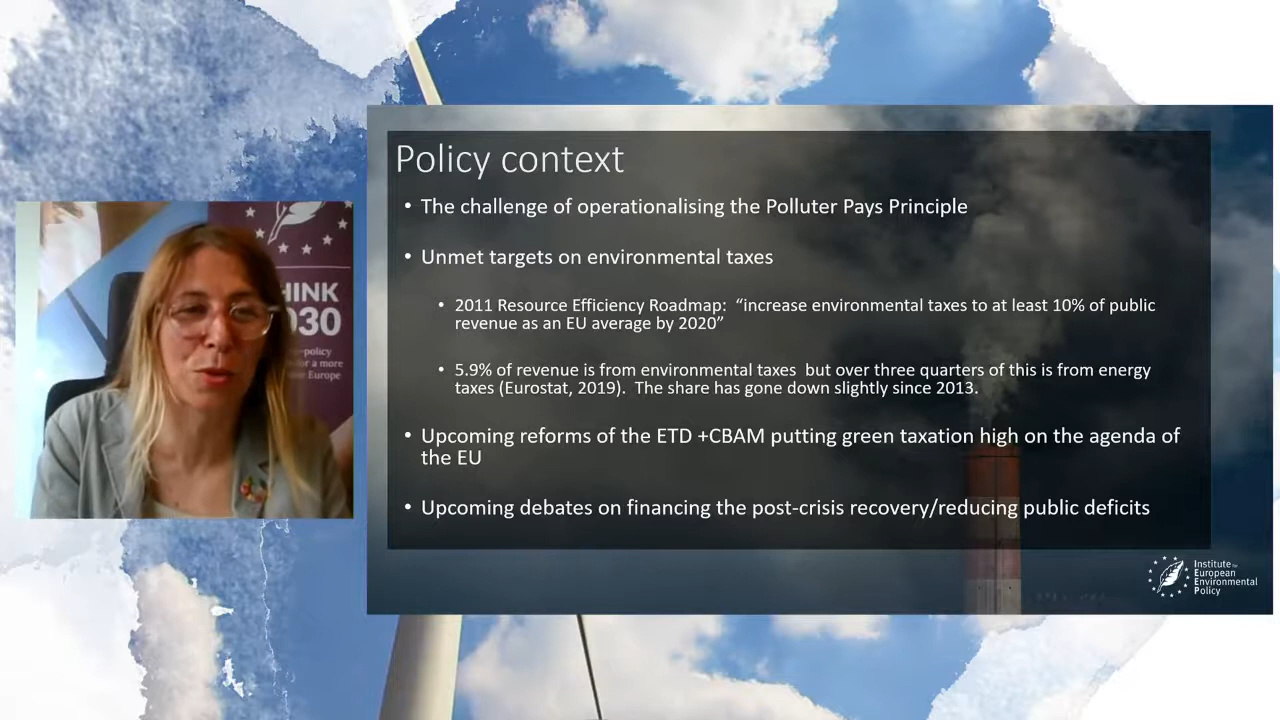 Policy context
• The challenge of operationalising the Polluter Pays Principle
• Unmet targets on environmental taxes
• 2011 Resource Efficiency Roadmap: “increase environmental taxes to at least 10% of public
revenue as an EU average by 2020”
• 5.9% of revenue is from environmental taxes but over three quarters of this is from energy
taxes (Eurostat, 2019). The share has gone down slightly since 2013.
• Upcoming reforms of the ETD +CBAM putting green taxation high on the agenda of
the EU
• Upcoming debates on financing the post-crisis recovery/reducing public deficits
Institute for
European
Environmental
Policy
HINK
030
-policy
for a more
Europe